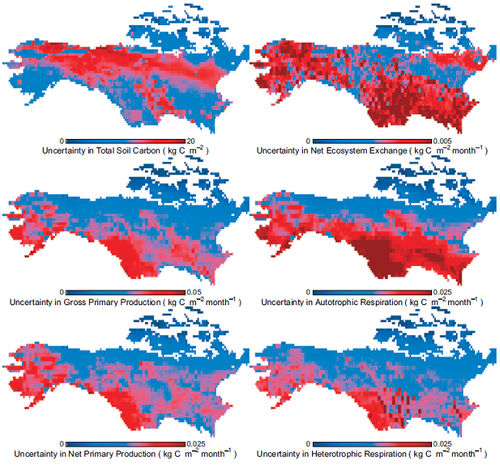 0 20 0 0.005
Uncertainty in Total Soil Carbon ( kg C m−2 ) Uncertainty in Net Ecosystem Exchange ( kg C m−2 month−1 )
0 0.05 0 0.025
Uncertainty in Gross Primary Production ( kg C m−2 month−1 ) Uncertainty in Autrophic Respiration ( kg C m−2 month−1 )
0 0.025 0 0.025
Uncertainty in Net Primary Production ( kg C m−2 month−1 ) Uncertainty in Heterotrophic Respiration ( kg C m−2 month−1 )